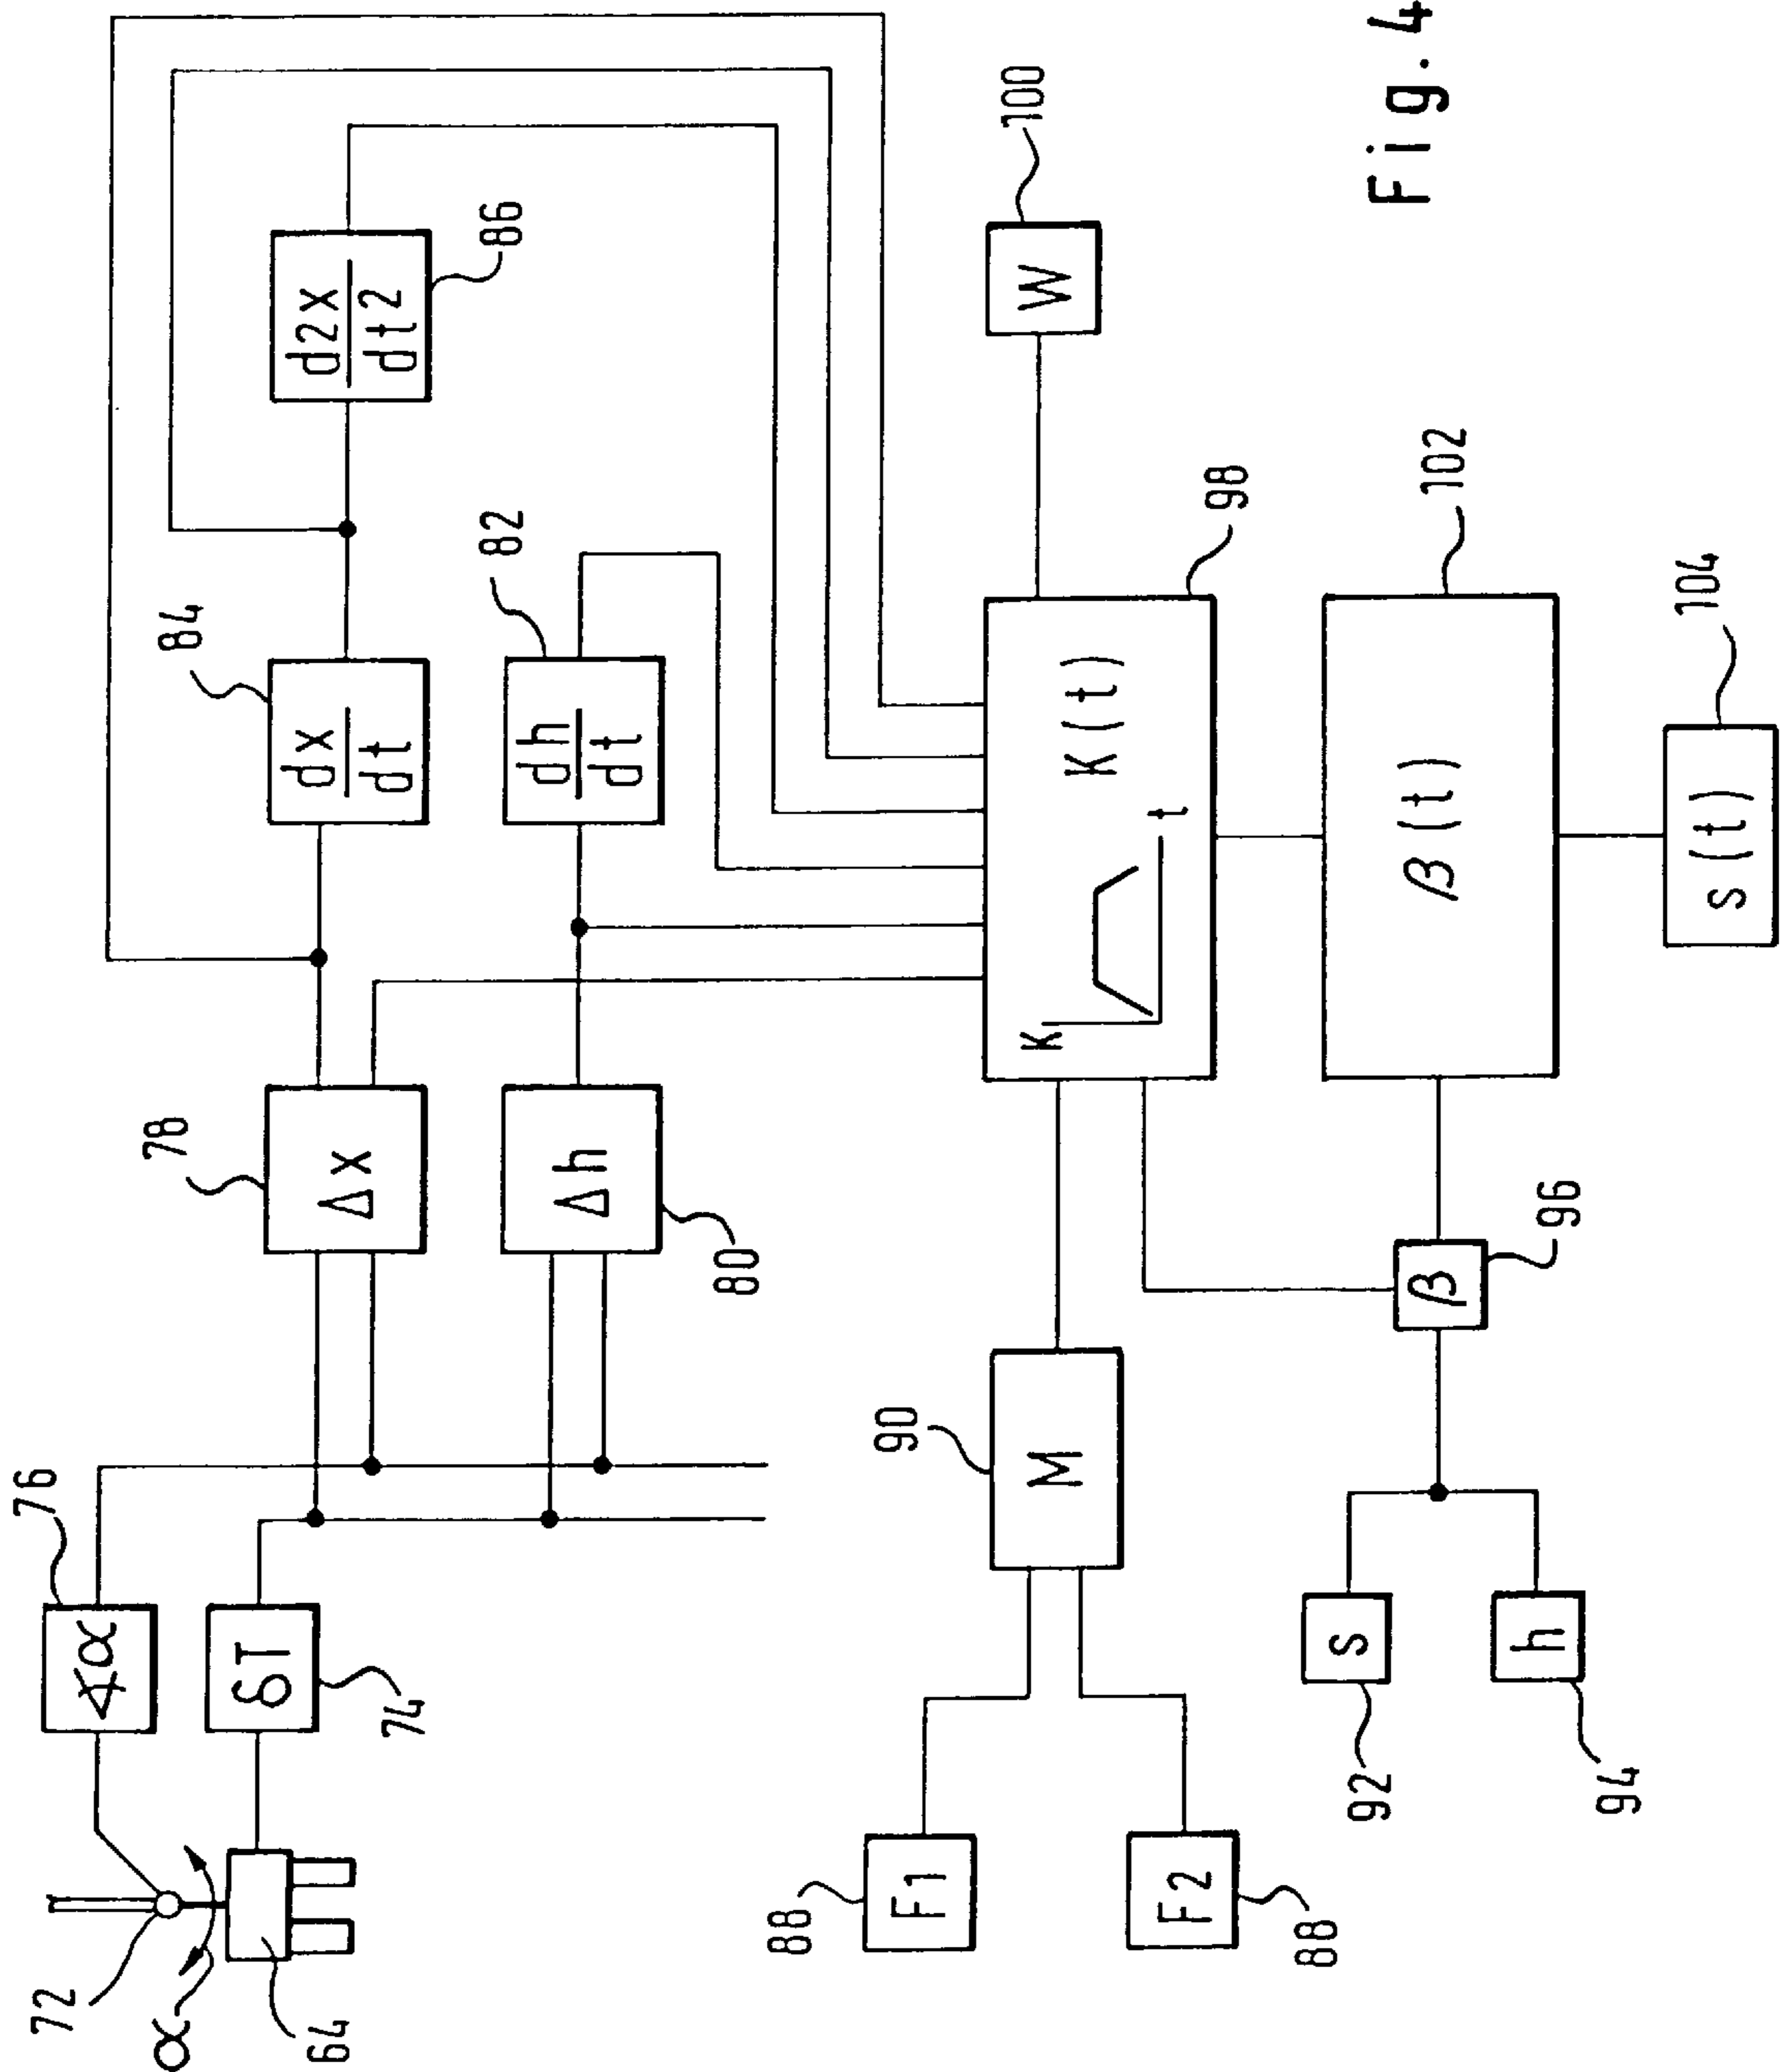 72
α
64
76
∢α
δT
74
78
Δx
Δh
80
84
dx
dt
82
dh
dt
d2x
dt2
86
88
F1
F2
88
90
M
92
s
h
94
β
96
K
t
K(t)
98
W
100
β(t)
102
s(t)
104
Fig. 4